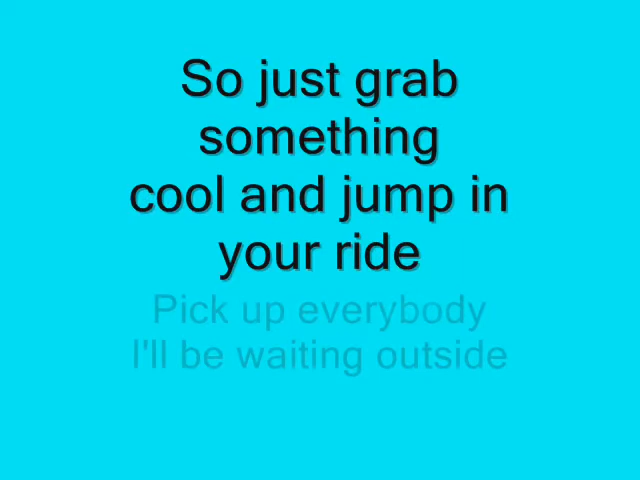 So just grab
something
cool and jump in
your ride
Pick up everybody
I'll be waiting outside